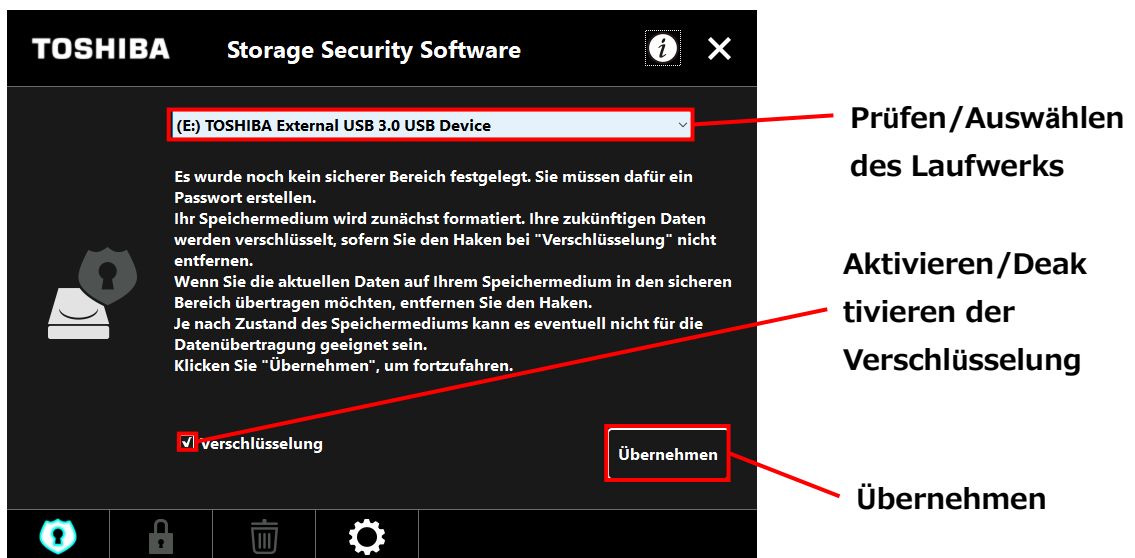 TOSHIBA Storage Security Software
(E:) TOSHIBA External USB 3.0 USB Device
Prüfen/Auswählen
des Laufwerks
Es wurde noch kein sicherer Bereich festgelegt. Sie müssen dafür ein
Passwort erstellen.
Ihr Speichermedium wird zunächst formatiert. Ihre zukünftigen Daten
werden verschlüsselt, sofern Sie den Haken bei "Verschlüsselung" nicht
entfernen.
Wenn Sie die aktuellen Daten auf Ihrem Speichermedium in den sicheren
Bereich übertragen möchten, entfernen Sie den Haken.
Je nach Zustand des Speichermediums kann es eventuell nicht für die
Datenübertragung geeignet sein.
Klicken Sie "Übernehmen", um fortzufahren.
Aktivieren/Deak
tivieren der
Verschlüsselung
Verschlüsselung
Übernehmen
Übernehmen